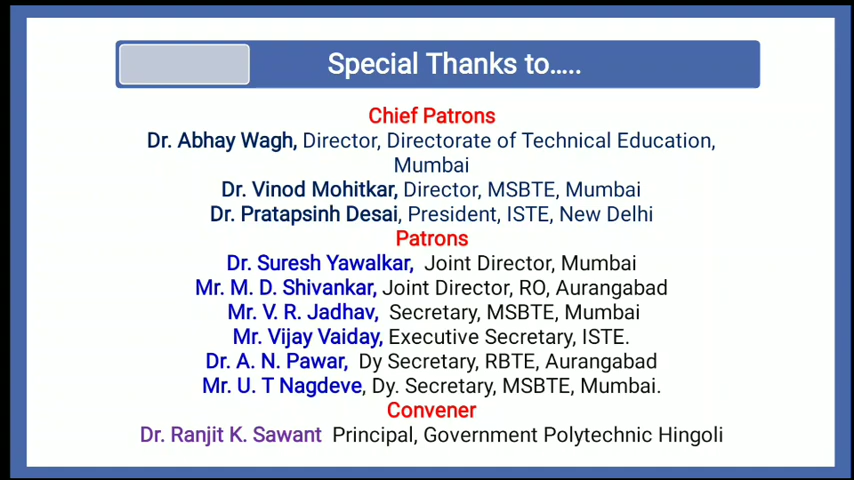 Special Thanks to.....
Chief Patrons
Dr. Abhay Wagh, Director, Directorate of Technical Education,
Mumbai
Dr. Vinod Mohitkar, Director, MSBTE, Mumbai
Dr. Pratapsinh Desai, President, ISTE, New Delhi
Patrons
Dr. Suresh Yawalkar, Joint Director, Mumbai
Mr. M. D. Shivankar, Joint Director, RO, Aurangabad
Mr. V. R. Jadhav, Secretary, MSBTE, Mumbai
Mr. Vijay Vaiday, Executive Secretary, ISTE.
Dr. A. N. Pawar, Dy Secretary, RBTE, Aurangabad
Mr. U. T Nagdeve, Dy. Secretary, MSBTE, Mumbai.
Convener
Dr. Ranjit K. Sawant Principal, Government Polytechnic Hingoli